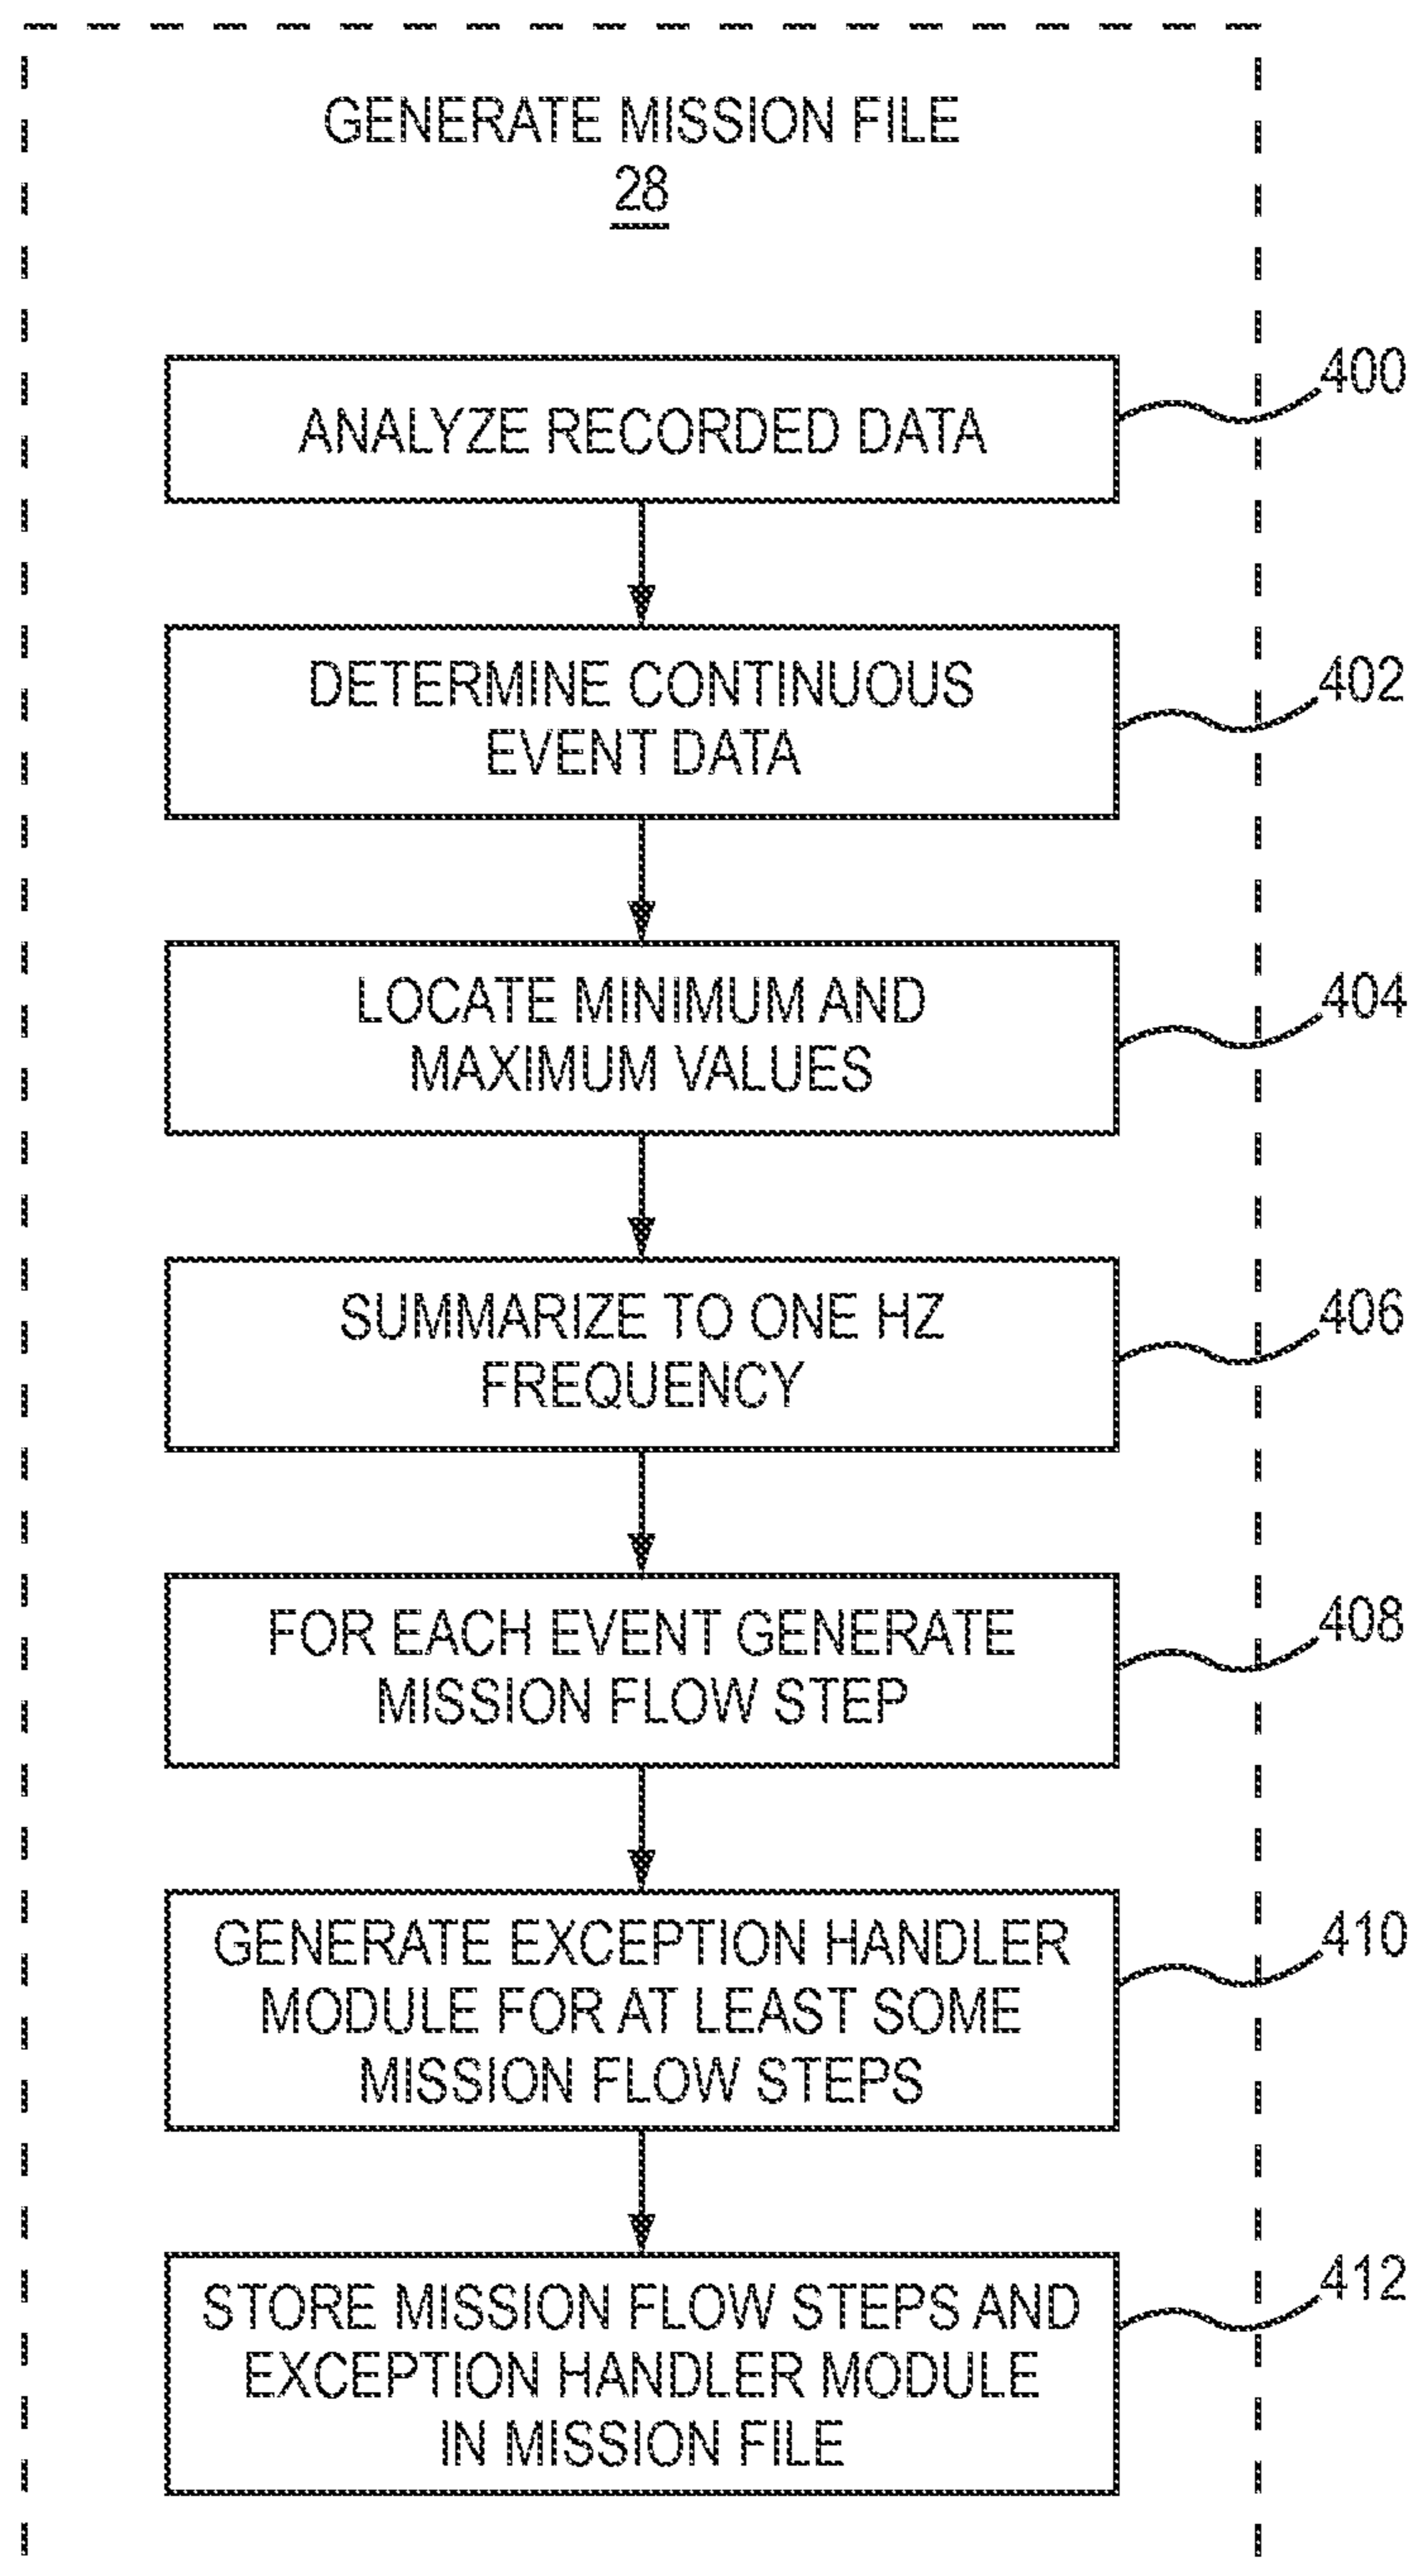 GENERATE MISSION FILE
28
ANALYZE RECORDED DATA
400
DETERMINE CONTINUOUS
EVENT DATA
402
LOCATE MINIMUM AND
MAXIMUM VALUES
404
SUMMARIZE TO ONE HZ
FREQUENCY
406
FOR EACH EVENT GENERATE
MISSION FLOW STEP
408
GENERATE EXCEPTION HANDLER
MODULE FOR AT LEAST SOME
MISSION FLOW STEPS
410
STORE MISSION FLOW STEPS AND
EXCEPTION HANDLER MODULE
IN MISSION FILE
412